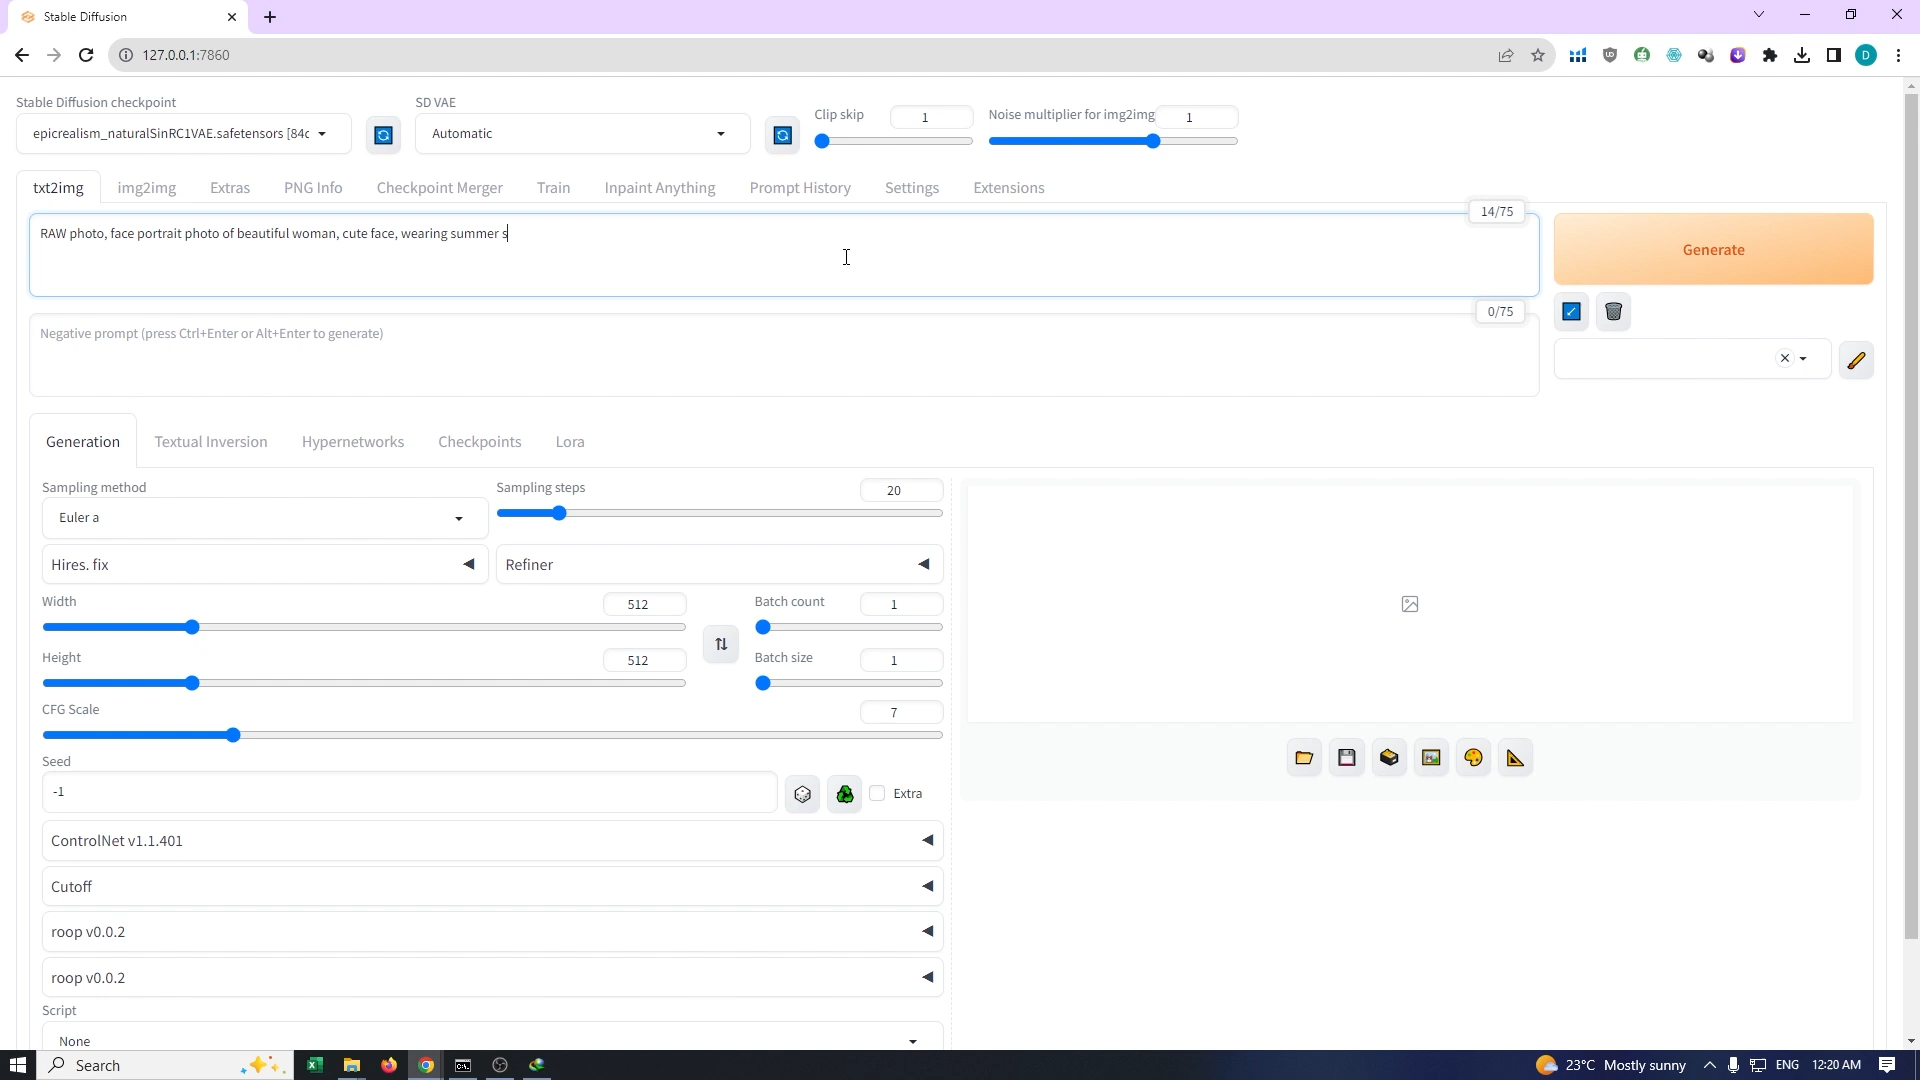 Stable Diffusion
127.0.0.1:7860
D
Stable Diffusion checkpoint
SD VAE
Clip skip
1
Noise multiplier for img2img
1
epicrealism_naturalSinRC1VAE.safetensors [84c
Automatic
txt2img
img2img
Extras
PNG Info
Checkpoint Merger
Train
Inpaint Anything
Prompt History
Settings
Extensions
14/75
RAW photo, face portrait photo of beautiful woman, cute face, wearing summer s
Generate
0/75
Negative prompt (press Ctrl+Enter or Alt+Enter to generate)
Generation
Textual Inversion
Hypernetworks
Checkpoints
Lora
Sampling method
Euler a
Sampling steps
20
Hires. fix
Refiner
Width
512
Batch count
1
Height
512
Batch size
1
CFG Scale
7
Seed
-1
Extra
ControlNet v1.1.401
Cutoff
roop v0.0.2
roop v0.0.2
Script
None
Search
23°C Mostly sunny
ENG
12:20 AM